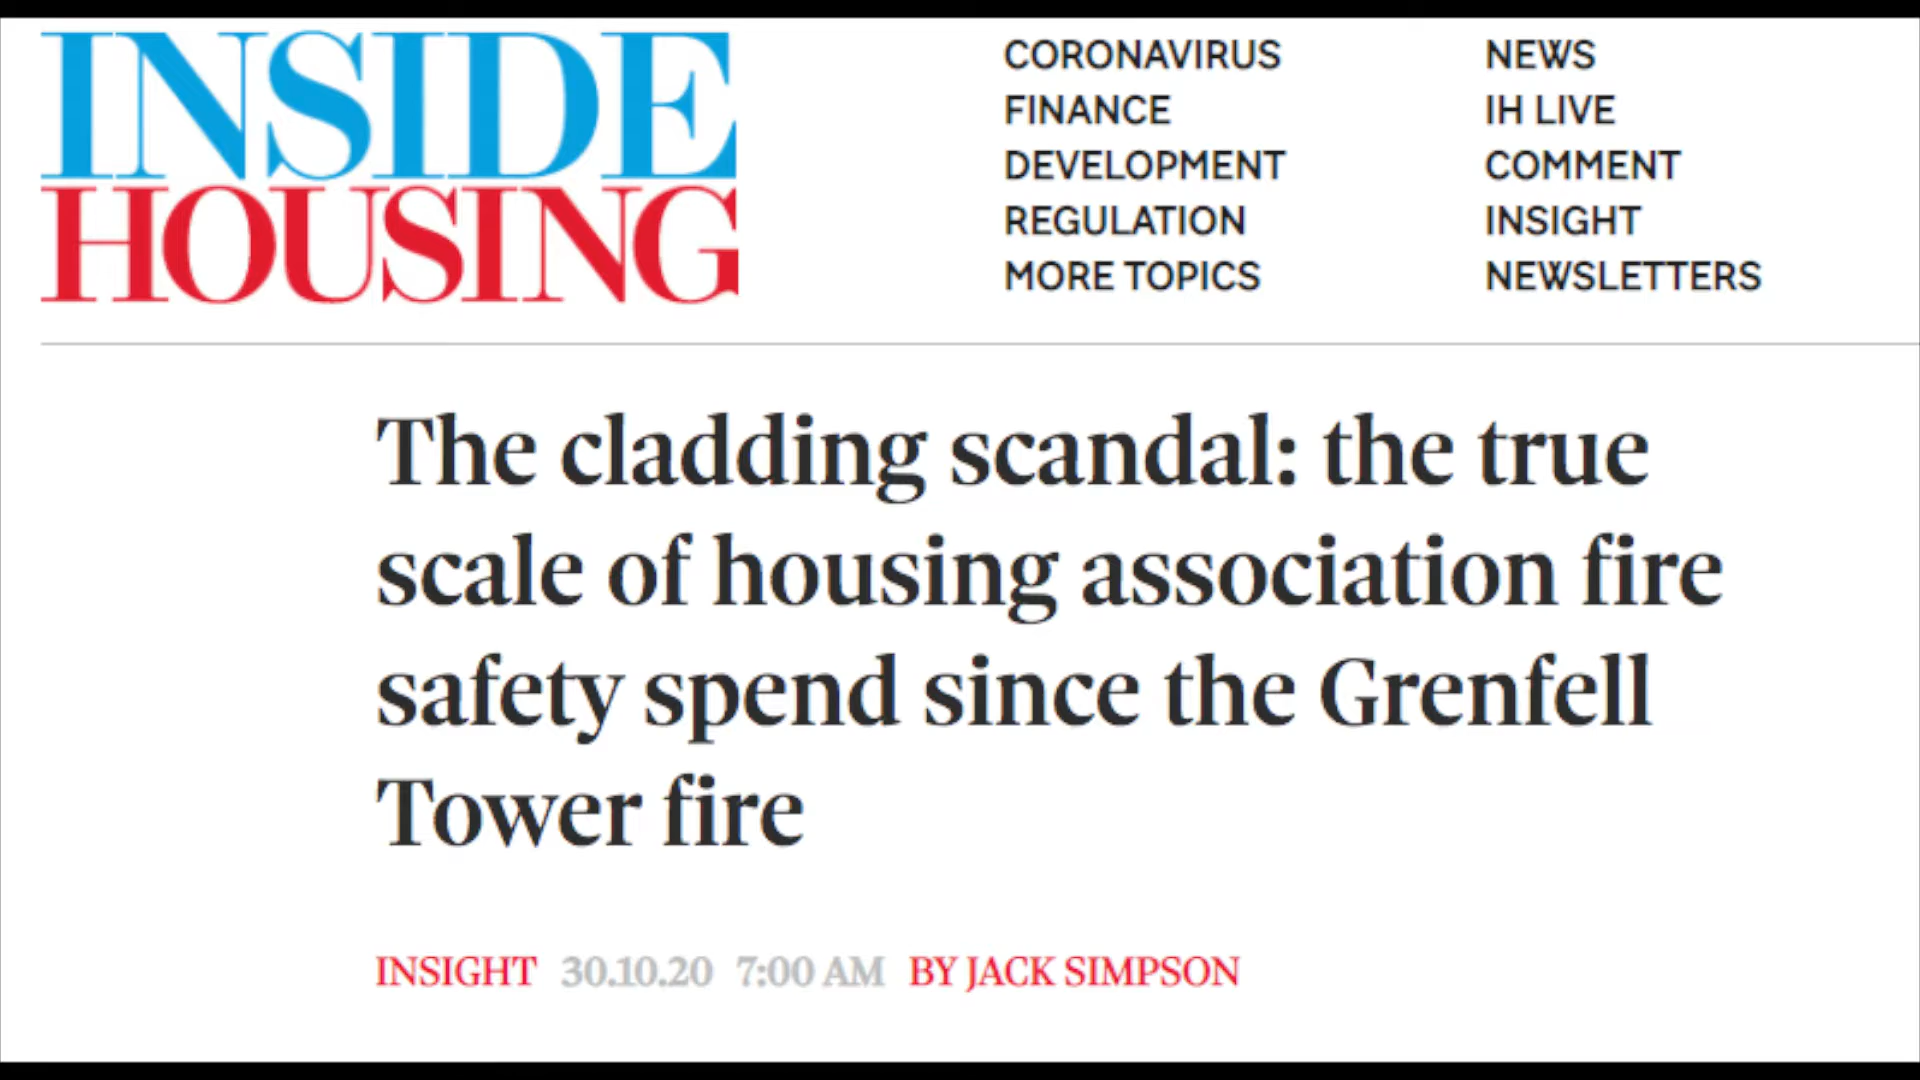 INSIDE
HOUSING
CORONAVIRUS
FINANCE
DEVELOPMENT
REGULATION
MORE TOPICS
NEWS
IH LIVE
COMMENT
INSIGHT
NEWSLETTERS
The cladding scandal: the true
scale of housing association fire
safety spend since the Grenfell
Tower fire
INSIGHT 30.10.20 7:00 AM BY JACK SIMPSON